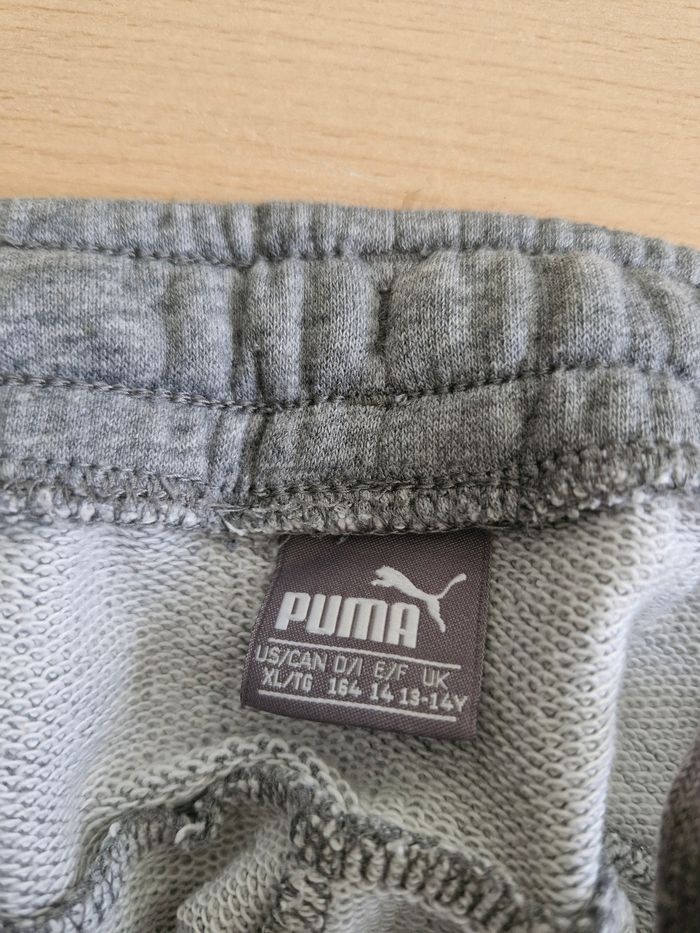 PUMA
US/CAN D/I E/F UK
XL/TG 164 14 13-14Y